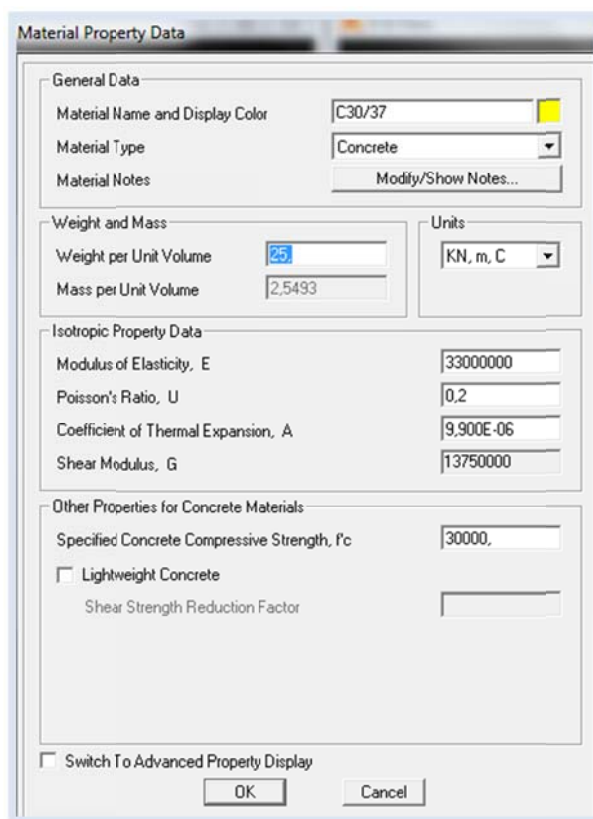 Material Property Data
General Data
Material Name and Display Color C30/37
Material Type Concrete
Material Notes Modify/Show Notes...
Weight and Mass Units
Weight per Unit Volume 25, KN, m, C
Mass per Unit Volume 2,5493
Isotropic Property Data
Modulus of Elasticity, E 33000000
Poisson's Ratio, U 0,2
Coefficient of Thermal Expansion, A 9,900E-06
Shear Modulus, G 13750000
Other Properties for Concrete Materials
Specified Concrete Compressive Strength, f'c 30000,
Lightweight Concrete
Shear Strength Reduction Factor
Switch To Advanced Property Display
OK Cancel